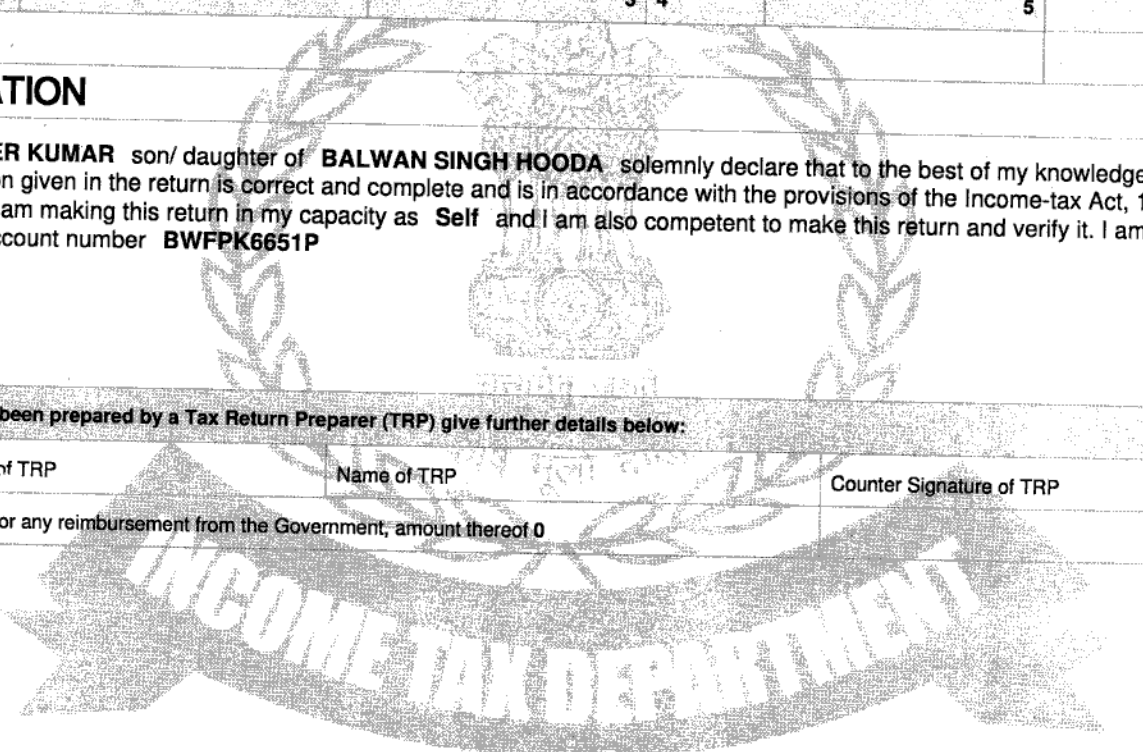 3 4 5
ATION
ER KUMAR son/ daughter of BALWAN SINGH HOODA solemnly declare that to the best of my knowledge
n given in the return is correct and complete and is in accordance with the provisions of the Income-tax Act, 1
am making this return in my capacity as Self and I am also competent to make this return and verify it. I am
ccount number BWFPK6651P
been prepared by a Tax Return Preparer (TRP) give further details below:
of TRP Name of TRP Counter Signature of TRP
or any reimbursement from the Government, amount thereof 0
INCOME TAX DEPARTMENT